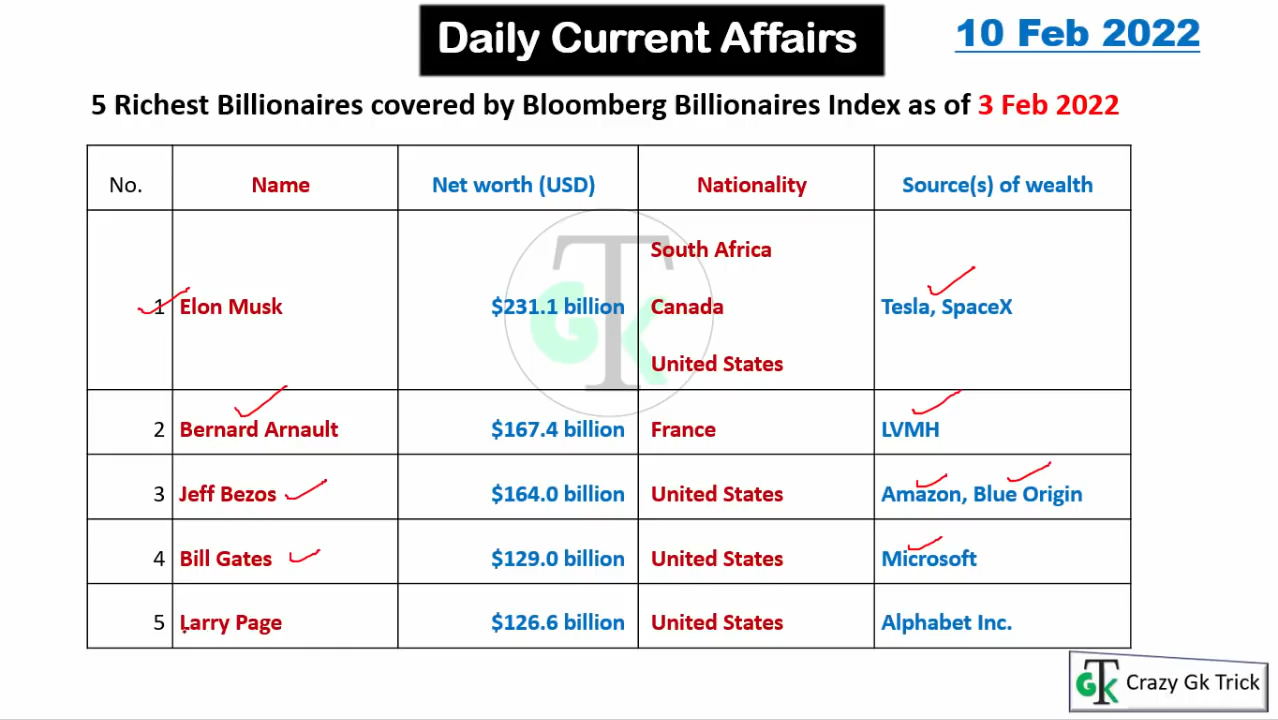 Daily Current Affairs
10 Feb 2022
5 Richest Billionaires covered by Bloomberg Billionaires Index as of 3 Feb 2022
No. Name Net worth (USD) Nationality Source(s) of wealth
South Africa
1 Elon Musk $231.1 billion Canada Tesla, SpaceX
United States
2 Bernard Arnault $167.4 billion France LVMH
3 Jeff Bezos $164.0 billion United States Amazon, Blue Origin
4 Bill Gates $129.0 billion United States Microsoft
5 Larry Page $126.6 billion United States Alphabet Inc.
GTK
GTK Crazy Gk Trick